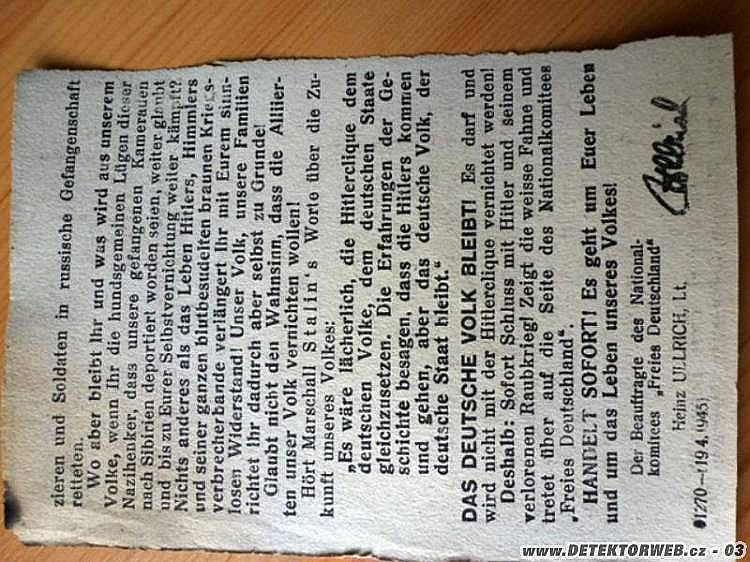 zieren und Soldaten in russische Gefangenschaft
retteten.
Wo aber bleibt Ihr und was wird aus unserem
Volke, wenn Ihr die hundsgemeinen Lügen dieser
Nazihenker, dass unsere gefangenen Kameraden
nach Sibirien deportiert worden seien, weiter glaubt
und bis zu Eurer Selbstvernichtung weiter kämpft?
Nichts anderes als das Leben Hitlers, Himmlers
und seiner ganzen blutbesudelten braunen Kriegs-
verbrecherbande verlängert Ihr mit Eurem sinn-
losen Widerstand! Unser Volk, unsere Familien
richtet Ihr dadurch aber selbst zu Grunde!
Glaubt nicht den Wahnsinn, dass die Alliier-
ten unser Volk vernichten wollen!
Hört Marschall Stalin's Worte über die Zu-
kunft unseres Volkes:
„Es wäre lächerlich, die Hitlerclique dem
deutschen Volke, dem deutschen Staate
gleichzusetzen. Die Erfahrungen der Ge-
schichte besagen, dass die Hitlers kommen
und gehen, aber das deutsche Volk, der
deutsche Staat bleibt.“
DAS DEUTSCHE VOLK BLEIBT! Es darf und
wird nicht mit der Hitlerclique vernichtet werden!
Deshalb: Sofort Schluss mit Hitler und seinem
verlorenen Raubkrieg! Zeigt die weisse Fahne und
tretet über auf die Seite des Nationalkomitees
„Freies Deutschland“.
HANDELT SOFORT! Es geht um Euer Leben
und um das Leben unseres Volkes!
Der Beauftragte des National-
komitees „Freies Deutschland“
Heinz ULLRICH, Lt.
01270—(19 4. 1945)
www.DETEKTORWEB.cz - 03